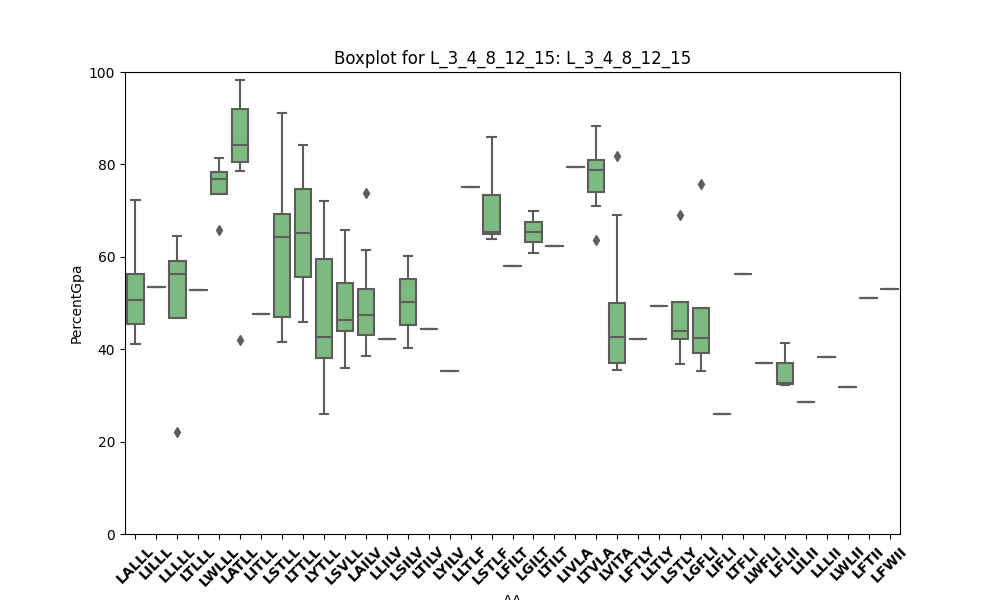 Boxplot for L_3_4_8_12_15: L_3_4_8_12_15
PercentGpa
100
80
60
40
20
0
LALLL
LILLL
LLLLL
LTLLL
LWLLL
LATLL
LITLL
LSTLL
LTTLL
LYTLL
LSVLL
LAILV
LLILV
LSILV
LTILV
LYILV
LLTLF
LSTLF
LFILT
LGILT
LTILT
LIVLA
LTVLA
LVITA
LFTLY
LLTLY
LSTLY
LGFLI
LIFLI
LTFLI
LWFLI
LFLII
LILII
LLLII
LWLII
LFTII
LFWII